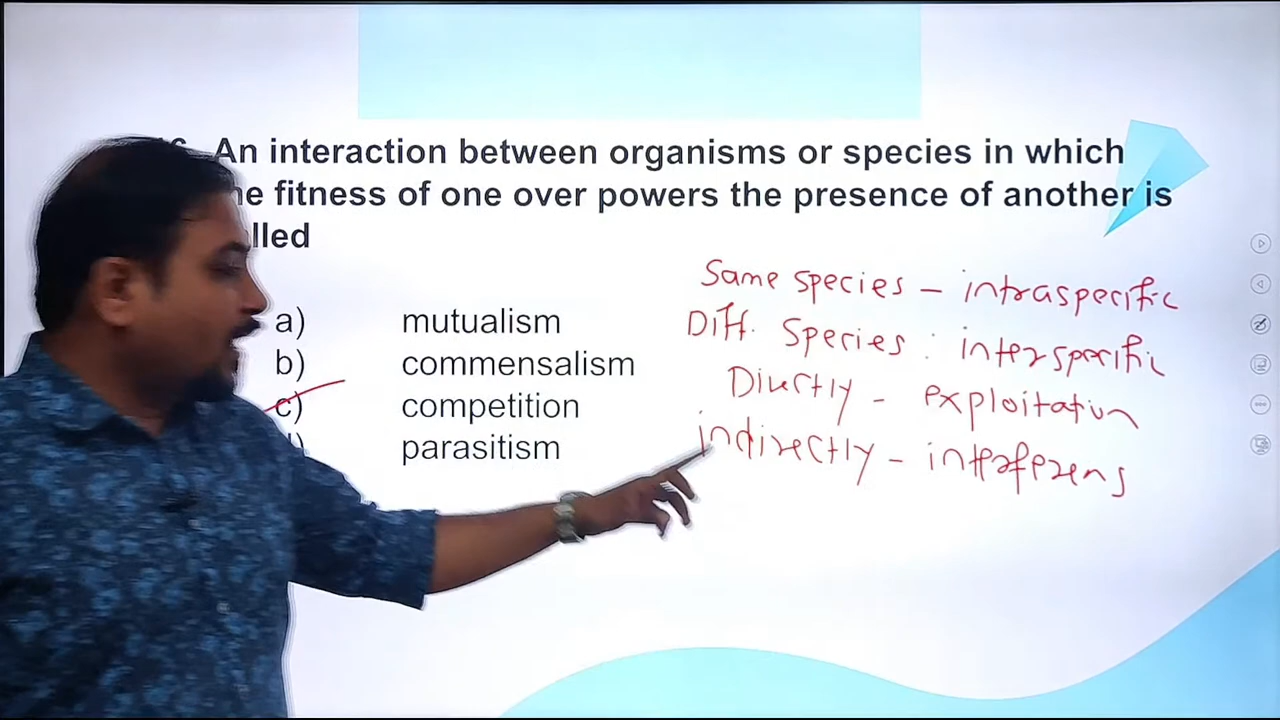 An interaction between organisms or species in which
he fitness of one over powers the presence of another is
lled
a) mutualism
b) commensalism
c) competition
parasitism
Same species – intraspecific
Diff. Species : interspecific
Directly - exploitation
indirectly - interferens